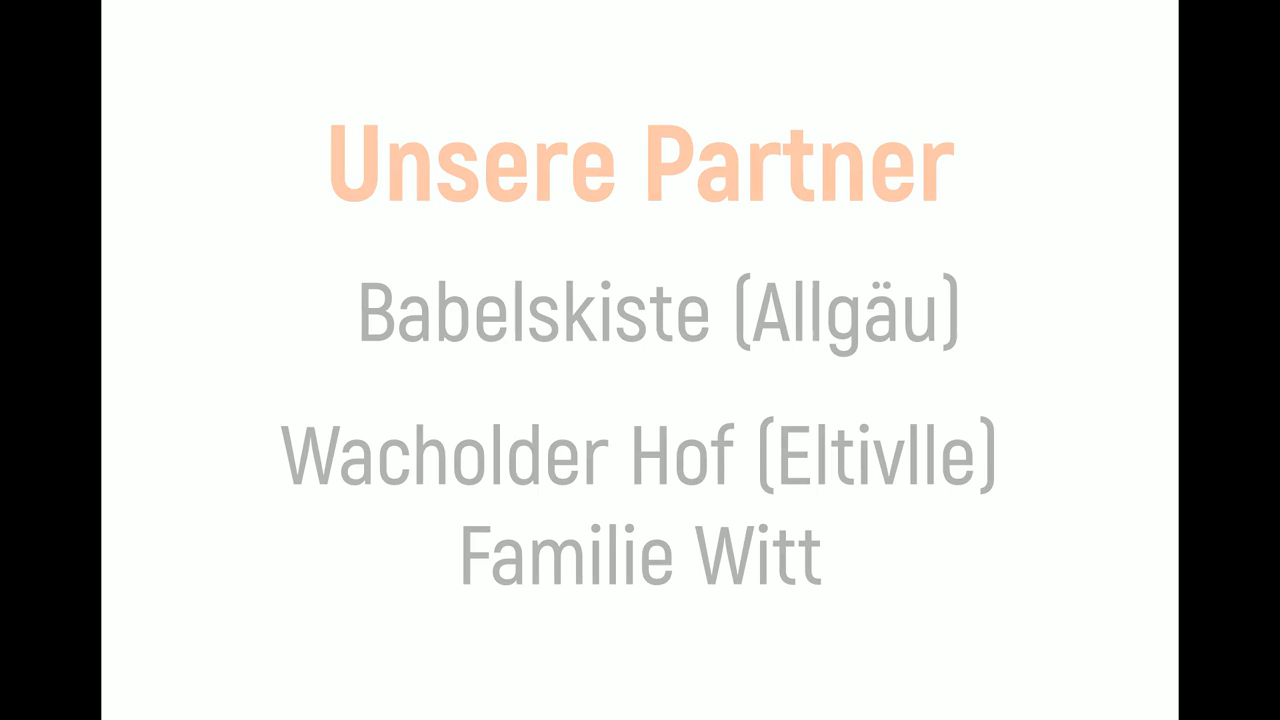 Unsere Partner
Babelskiste (Allgäu)
Wacholder Hof (Eltivlle)
Familie Witt